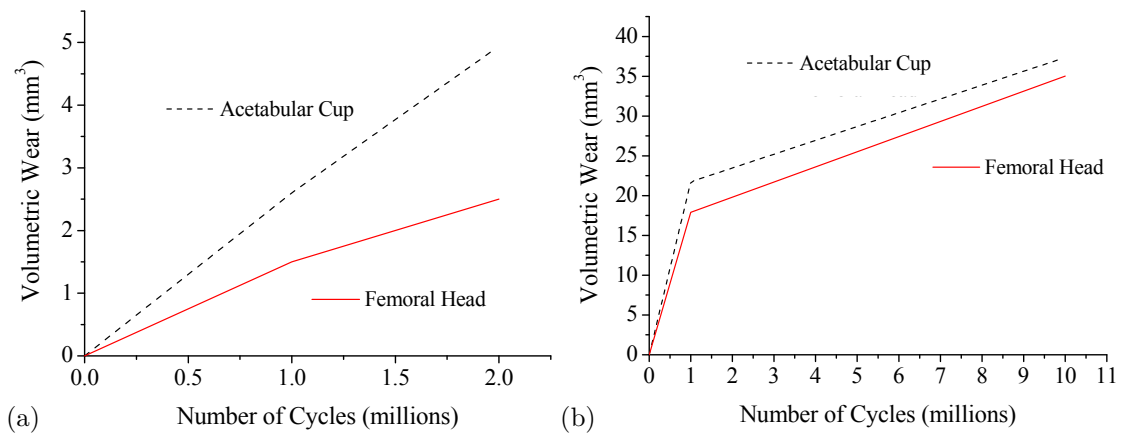 5
4
3
2
1
0
Volumetric Wear (mm³)
Acetabular Cup
Femoral Head
0.0 0.5 1.0 1.5 2.0
Number of Cycles (millions)
(a)
40
35
30
25
20
15
10
5
0
Volumetric Wear (mm³)
Acetabular Cup
Femoral Head
0 1 2 3 4 5 6 7 8 9 10 11
Number of Cycles (millions)
(b)